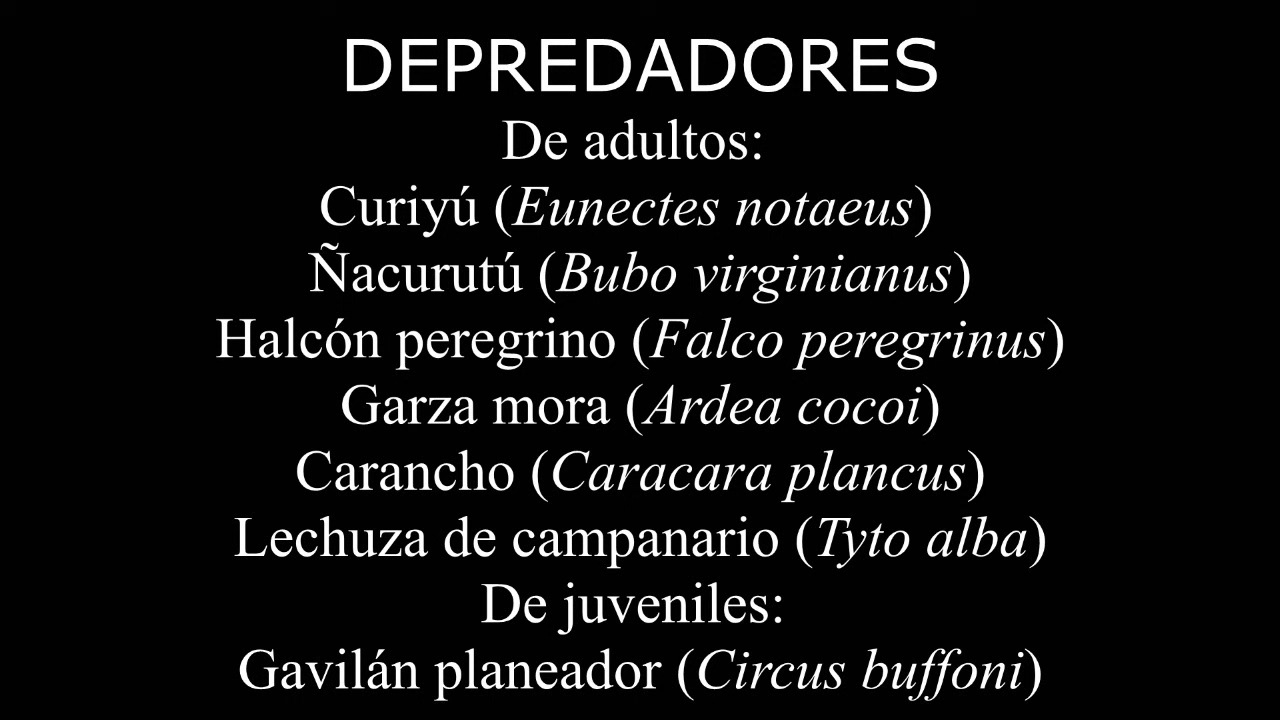 DEPREDADORES
De adultos:
Curiyú (Eunectes notaeus)
Ñacurutú (Bubo virginianus)
Halcón peregrino (Falco peregrinus)
Garza mora (Ardea cocoi)
Carancho (Caracara plancus)
Lechuza de campanario (Tyto alba)
De juveniles:
Gavilán planeador (Circus buffoni)